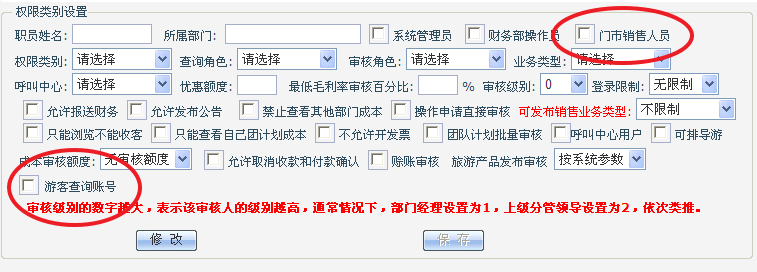 权限类别设置
职员姓名: 所属部门: 系统管理员 财务部操作员 门市销售人员
权限类别: 请选择 查询角色: 请选择 审核角色: 请选择 业务类型: 请选择
呼叫中心: 请选择 优惠额度: 最低毛利率审核百分比: % 审核级别: 0 登录限制: 无限制
允许报送财务 允许发布公告 禁止查看其他部门成本 操作申请直接审核 可发布销售业务类型: 不限制
只能浏览不能收客 只能查看自己团计划成本 不允许开发票 团队计划批量审核 呼叫中心用户 可排导游
成本审核额度: 无审核额度 允许取消收款和付款确认 赊账审核 旅游产品发布审核 按系统参数
游客查询账号
审核级别的数字越大，表示该审核人的级别越高，通常情况下，部门经理设置为1，上级分管领导设置为2，依次类推。
修 改 保 存